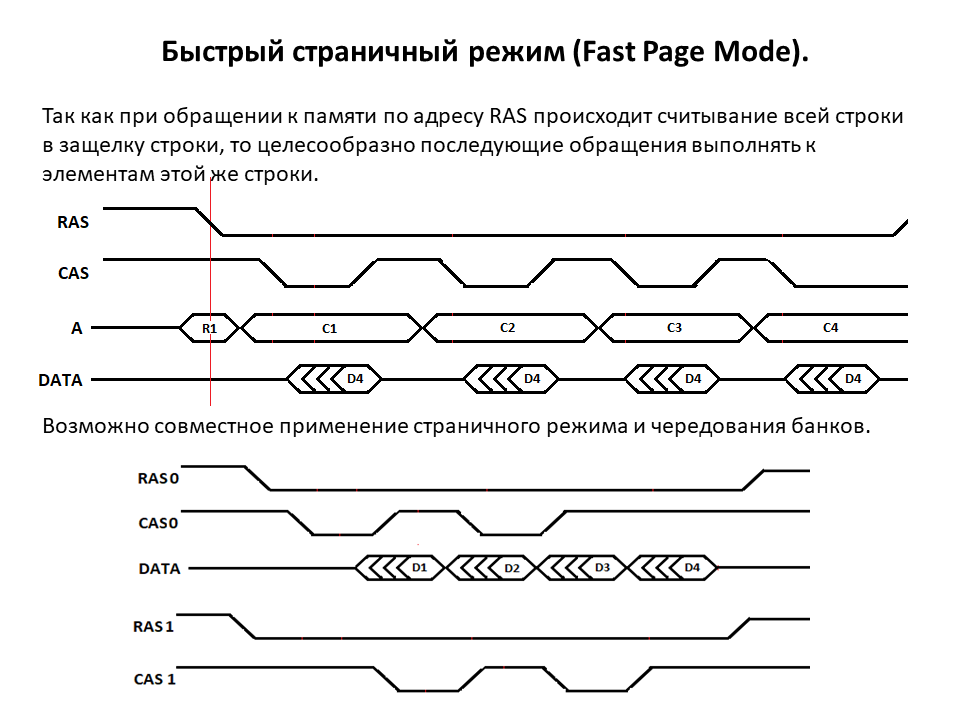 Быстрый страничный режим (Fast Page Mode).
Так как при обращении к памяти по адресу RAS происходит считывание всей строки
в защелку строки, то целесообразно последующие обращения выполнять к
элементам этой же строки.
RAS
CAS
A R1 C1 C2 C3 C4
DATA D4 D4 D4 D4
Возможно совместное применение страничного режима и чередования банков.
RAS0
CAS0
DATA D1 D2 D3 D4
RAS1
CAS 1